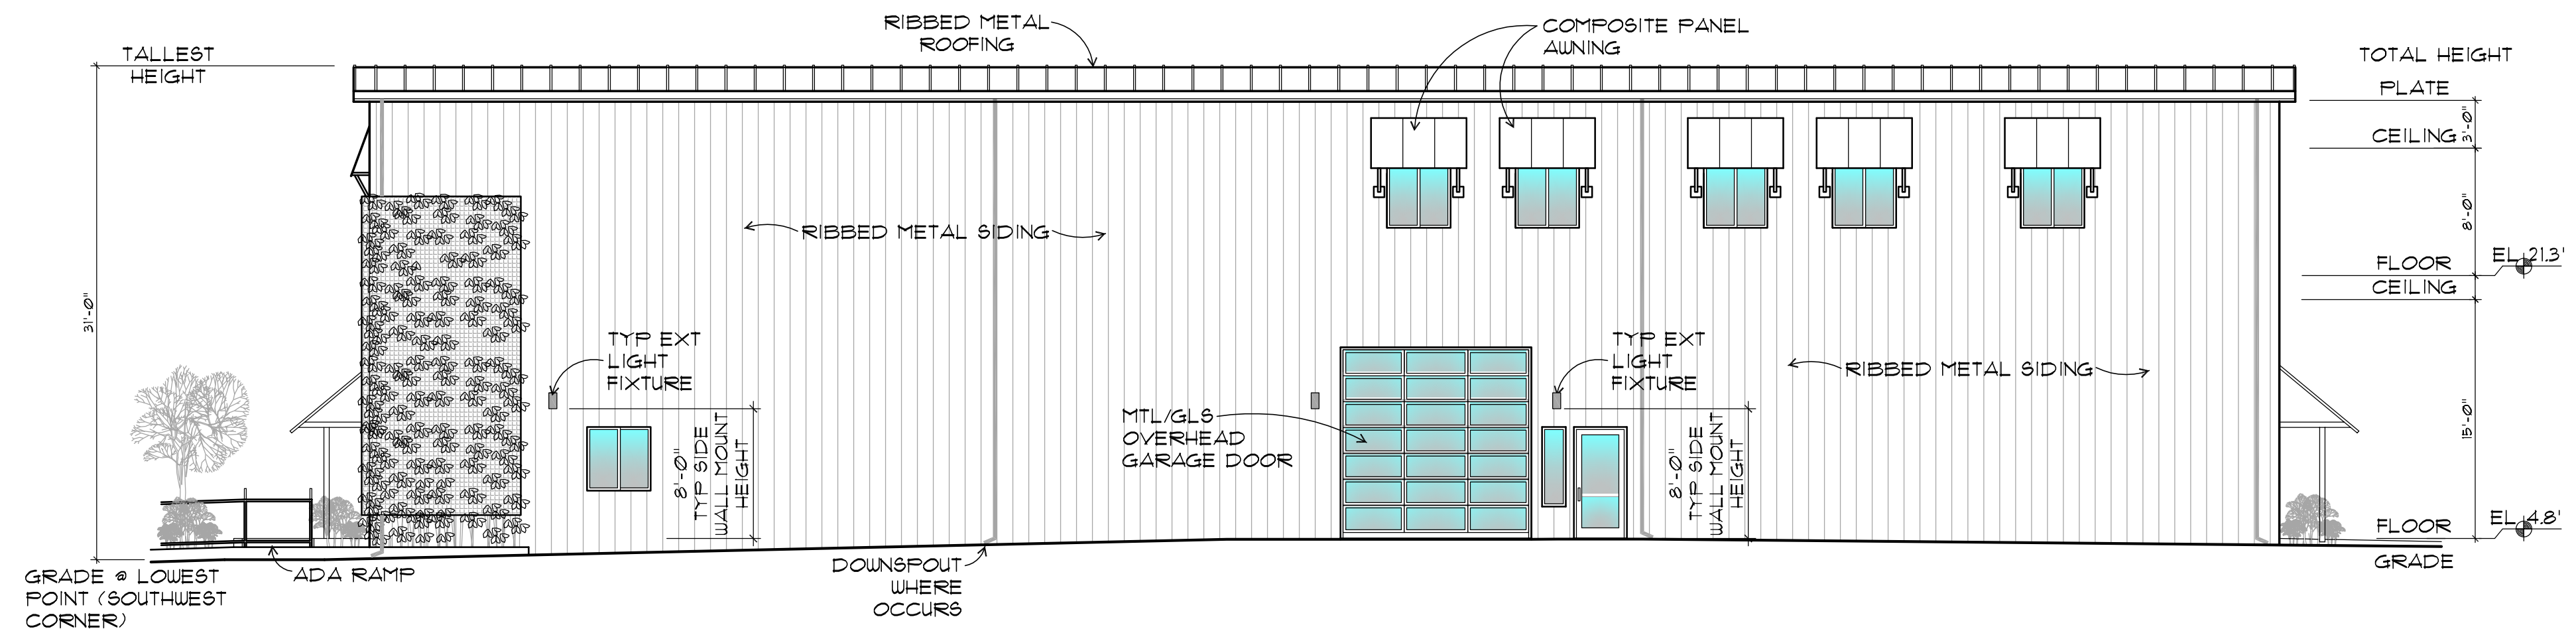 RIBBED METAL
ROOFING
COMPOSITE PANEL
AWNING
TALLEST
HEIGHT
TOTAL HEIGHT
PLATE
3'-0"
CEILING
8'-0"
RIBBED METAL SIDING
EL 21.3'
FLOOR
CEILING
31'-0"
TYP EXT
LIGHT
FIXTURE
TYP EXT
LIGHT
FIXTURE
RIBBED METAL SIDING
MTL/GLS
OVERHEAD
GARAGE DOOR
8'-0"
TYP SIDE
WALL MOUNT
HEIGHT
8'-0"
TYP SIDE
WALL MOUNT
HEIGHT
15'-0"
EL 4.8'
FLOOR
GRADE
GRADE @ LOWEST
POINT (SOUTHWEST
CORNER)
ADA RAMP
DOWNSPOUT
WHERE
OCCURS